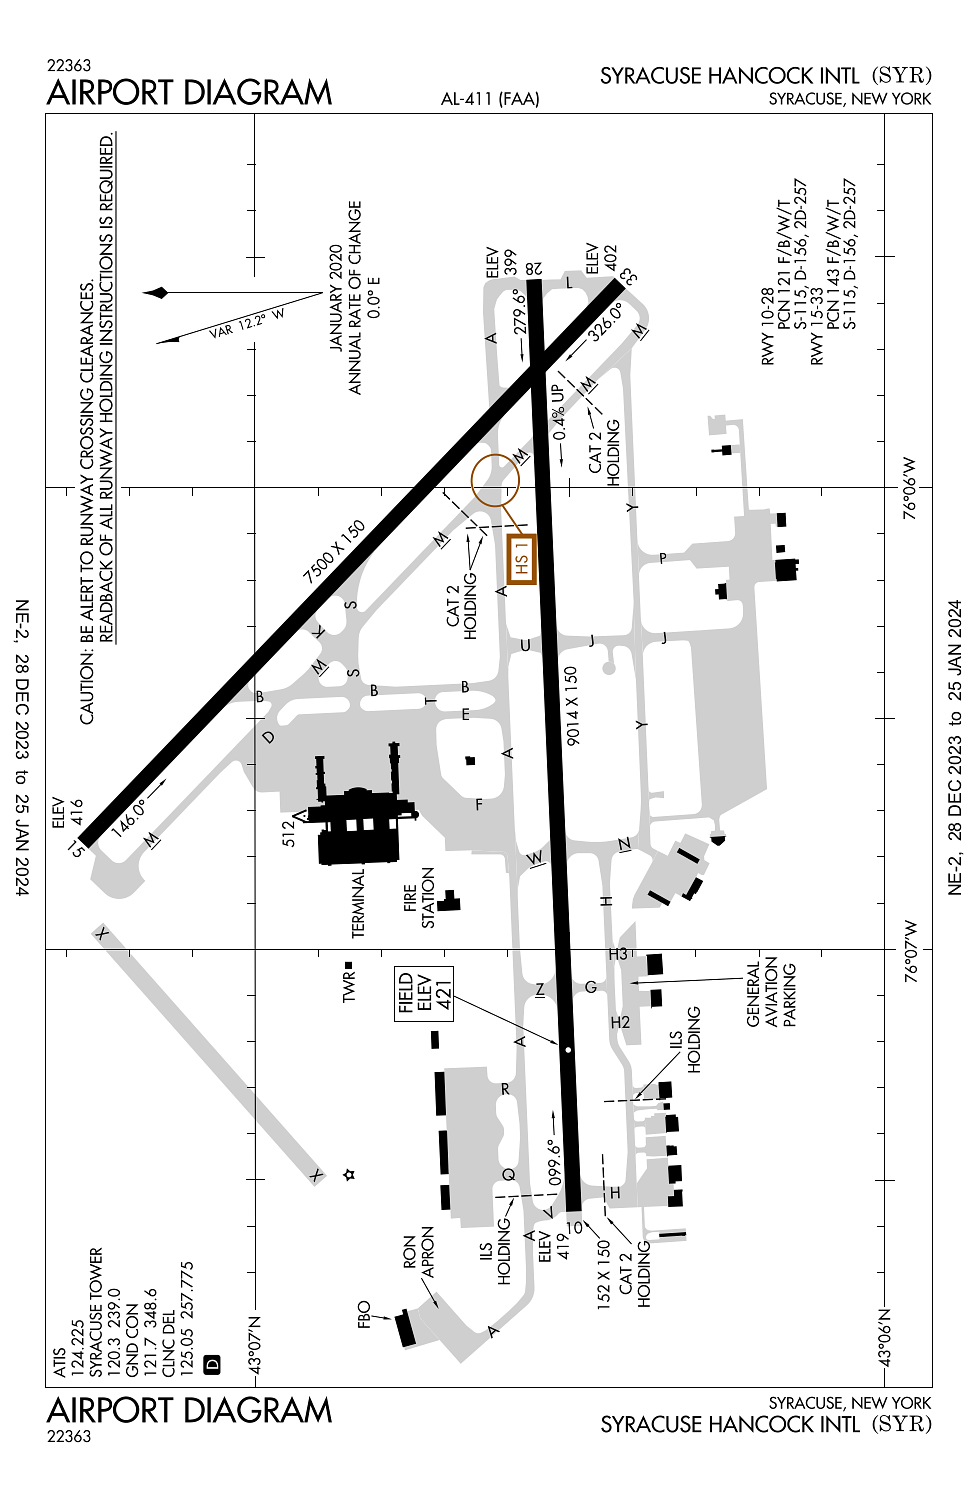 22363
AIRPORT DIAGRAM
AL-411 (FAA)
SYRACUSE HANCOCK INTL (SYR)
SYRACUSE, NEW YORK
CAUTION: BE ALERT TO RUNWAY CROSSING CLEARANCES.
READBACK OF ALL RUNWAY HOLDING INSTRUCTIONS IS REQUIRED.
VAR 12.2° W
JANUARY 2020
ANNUAL RATE OF CHANGE
0.0° E
RWY 10-28
PCN 121 F/B/W/T
S-115, D-156, 2D-257
RWY 15-33
PCN 143 F/B/W/T
S-115, D-156, 2D-257
ELEV
399
28
279.6°
L
ELEV
402
33
326.0°
A
M
M
0.4% UP
CAT 2
HOLDING
M
HS 1
M
CAT 2
HOLDING
7500 X 150
76°06'W
Y
P
A
S
K
M
S
U
J
J
B
B
T
B
E
D
9014 X 150
Y
A
F
ELEV
416
15
146.0°
M
512
TERMINAL
FIRE
STATION
W
N
H
X
TWR
FIELD
ELEV
421
76°07'W
H3
Z
G
H2
GENERAL
AVIATION
PARKING
ILS
HOLDING
A
R
099.6°
X
Q
H
ILS
HOLDING
A
ELEV
419
10
152 X 150
CAT 2
HOLDING
RON
APRON
FBO
A
43°07'N
43°06'N
ATIS
124.225
SYRACUSE TOWER
120.3 239.0
GND CON
121.7 348.6
CLNC DEL
125.05 257.775
D
NE-2, 28 DEC 2023 to 25 JAN 2024
NE-2, 28 DEC 2023 to 25 JAN 2024
AIRPORT DIAGRAM
22363
SYRACUSE, NEW YORK
SYRACUSE HANCOCK INTL (SYR)